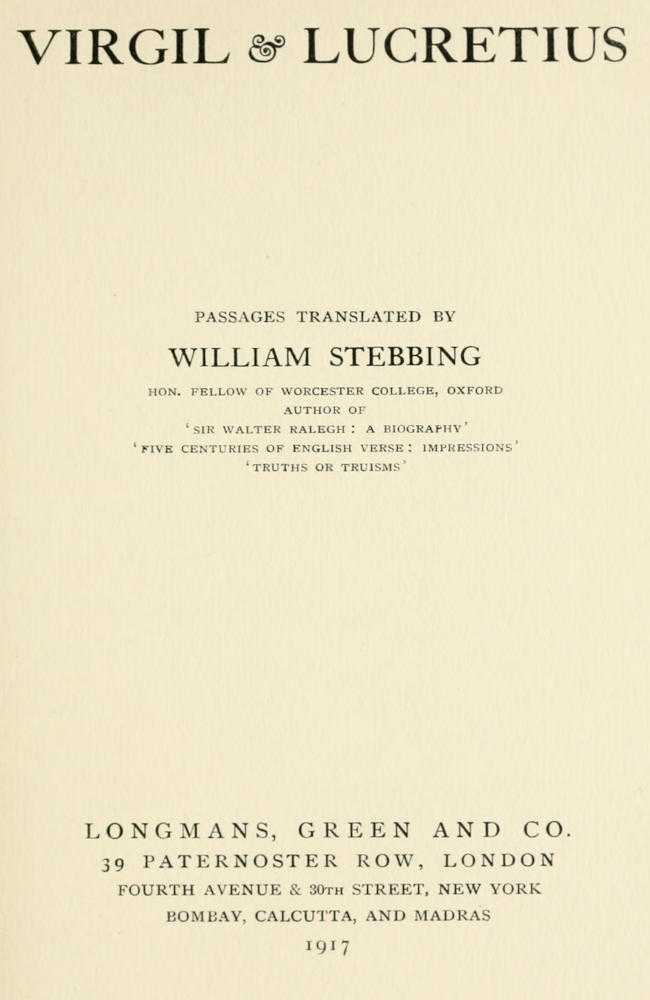 VIRGIL & LUCRETIUS
PASSAGES TRANSLATED BY
WILLIAM STEBBING
HON. FELLOW OF WORCESTER COLLEGE, OXFORD
AUTHOR OF
‘SIR WALTER RALEGH: A BIOGRAPHY’
‘FIVE CENTURIES OF ENGLISH VERSE: IMPRESSIONS’
‘TRUTHS OR TRUISMS’
LONGMANS, GREEN AND CO.
39 PATERNOSTER ROW, LONDON
FOURTH AVENUE & 30TH STREET, NEW YORK
BOMBAY, CALCUTTA, AND MADRAS
1917